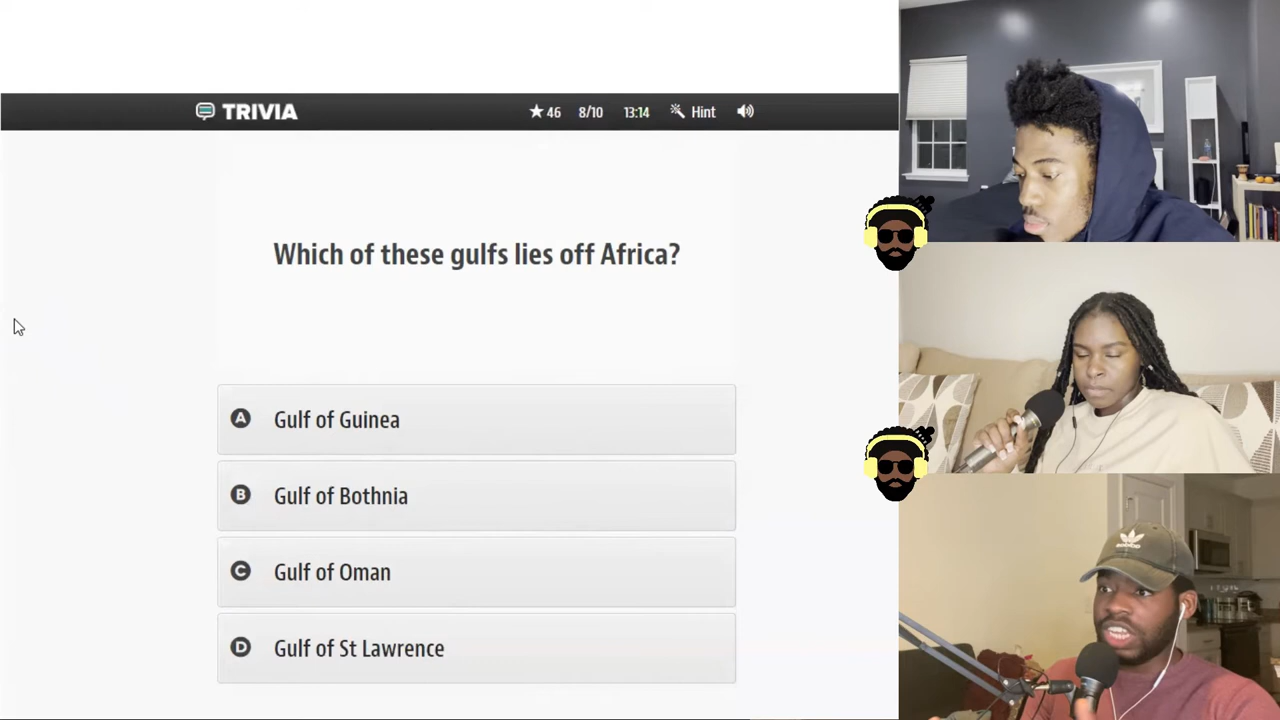 TRIVIA
46
8/10
13:14
Hint
Which of these gulfs lies off Africa?
A Gulf of Guinea
B Gulf of Bothnia
C Gulf of Oman
D Gulf of St Lawrence